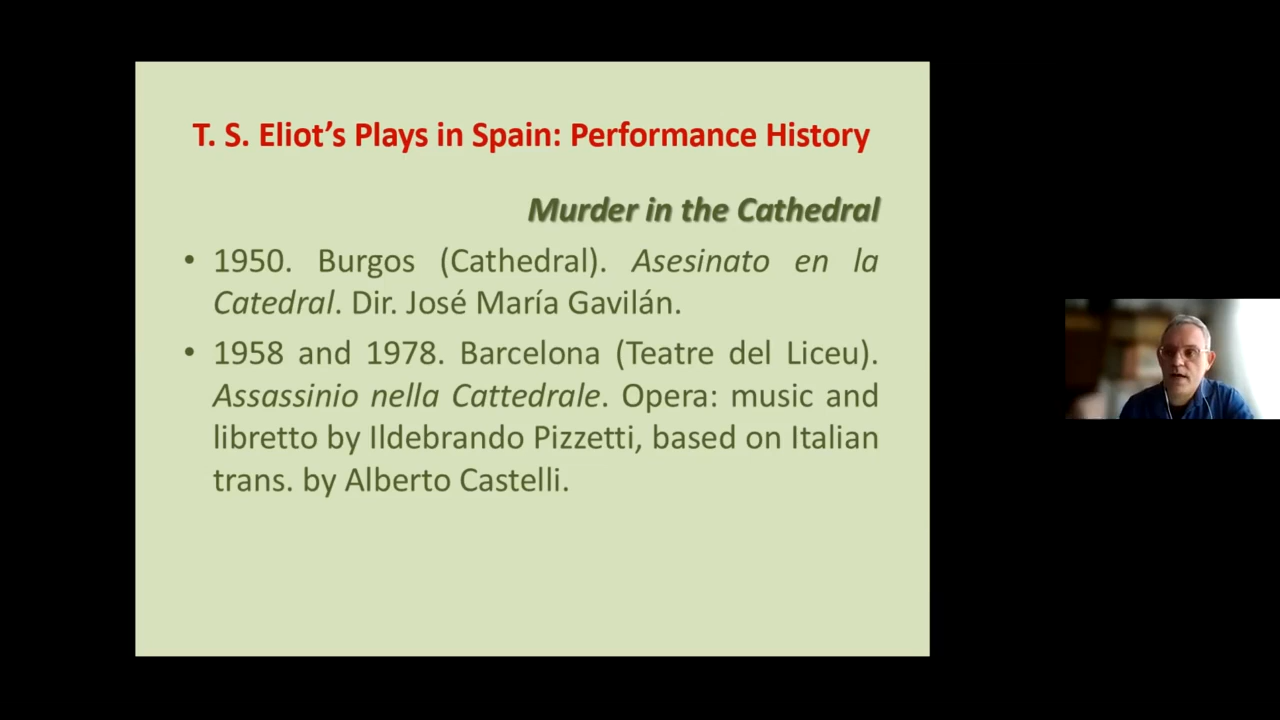 T. S. Eliot’s Plays in Spain: Performance History
Murder in the Cathedral
• 1950. Burgos (Cathedral). Asesinato en la
Catedral. Dir. José María Gavilán.
• 1958 and 1978. Barcelona (Teatre del Liceu).
Assassinio nella Cattedrale. Opera: music and
libretto by Ildebrando Pizzetti, based on Italian
trans. by Alberto Castelli.